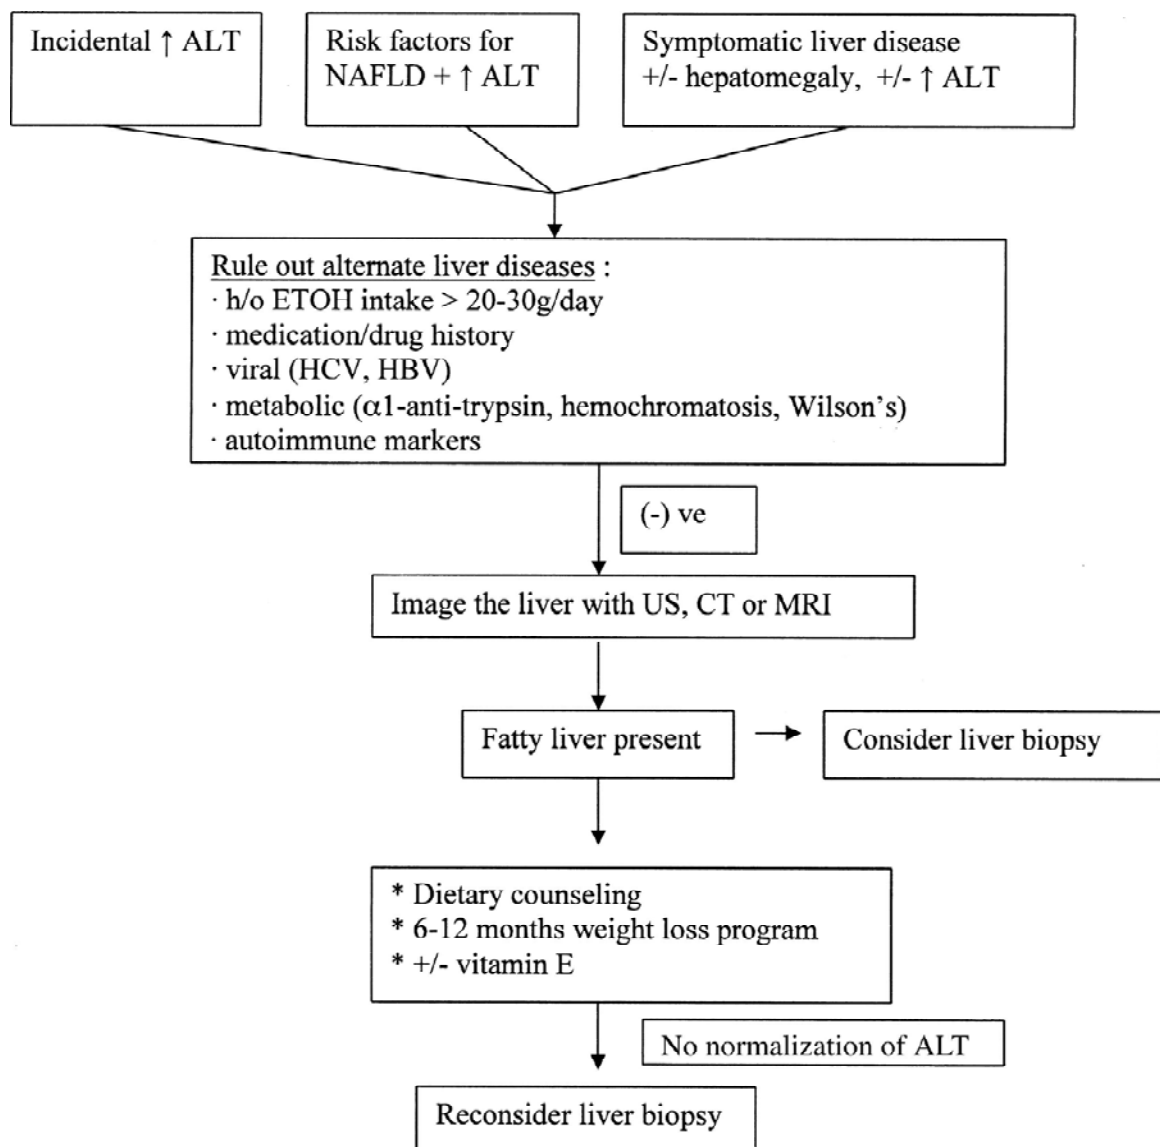 Incidental ↑ ALT
Risk factors for
NAFLD + ↑ ALT
Symptomatic liver disease
+/- hepatomegaly, +/- ↑ ALT
Rule out alternate liver diseases :
· h/o ETOH intake > 20-30g/day
· medication/drug history
· viral (HCV, HBV)
· metabolic (α1-anti-trypsin, hemochromatosis, Wilson's)
· autoimmune markers
(-) ve
Image the liver with US, CT or MRI
Fatty liver present
Consider liver biopsy
* Dietary counseling
* 6-12 months weight loss program
* +/- vitamin E
No normalization of ALT
Reconsider liver biopsy